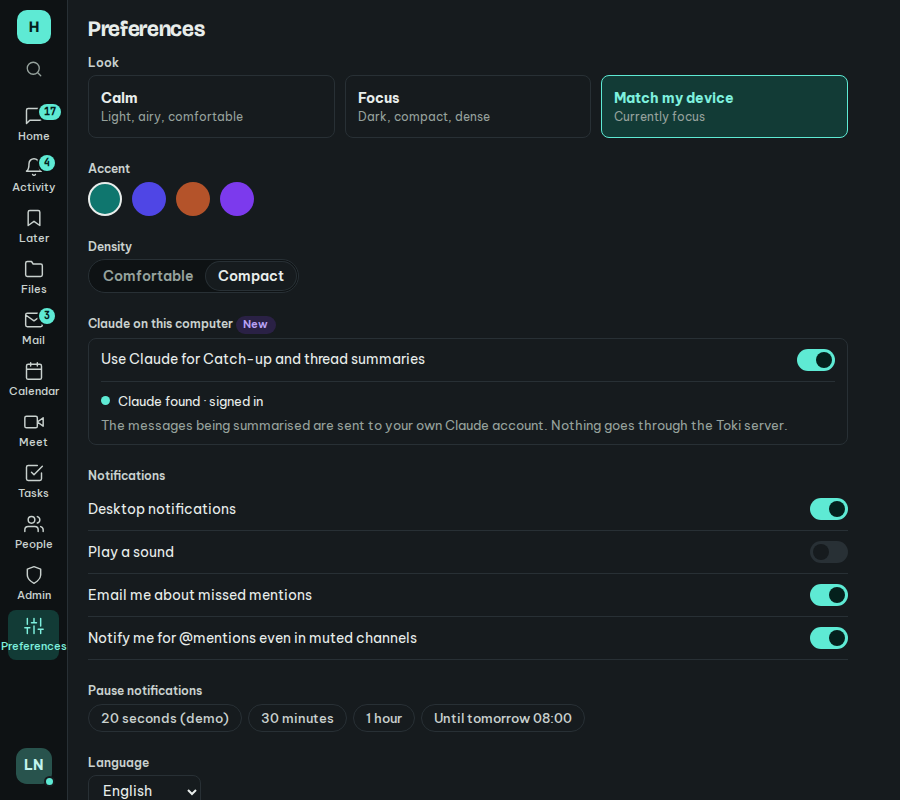 H
17
Home
4
Activity
Later
Files
3
Mail
Calendar
Meet
Tasks
People
Admin
Preferences
LN
Preferences
Look
Calm
Light, airy, comfortable
Focus
Dark, compact, dense
Match my device
Currently focus
Accent
Density
Comfortable
Compact
Claude on this computer New
Use Claude for Catch-up and thread summaries
Claude found · signed in
The messages being summarised are sent to your own Claude account. Nothing goes through the Toki server.
Notifications
Desktop notifications
Play a sound
Email me about missed mentions
Notify me for @mentions even in muted channels
Pause notifications
20 seconds (demo)
30 minutes
1 hour
Until tomorrow 08:00
Language
English